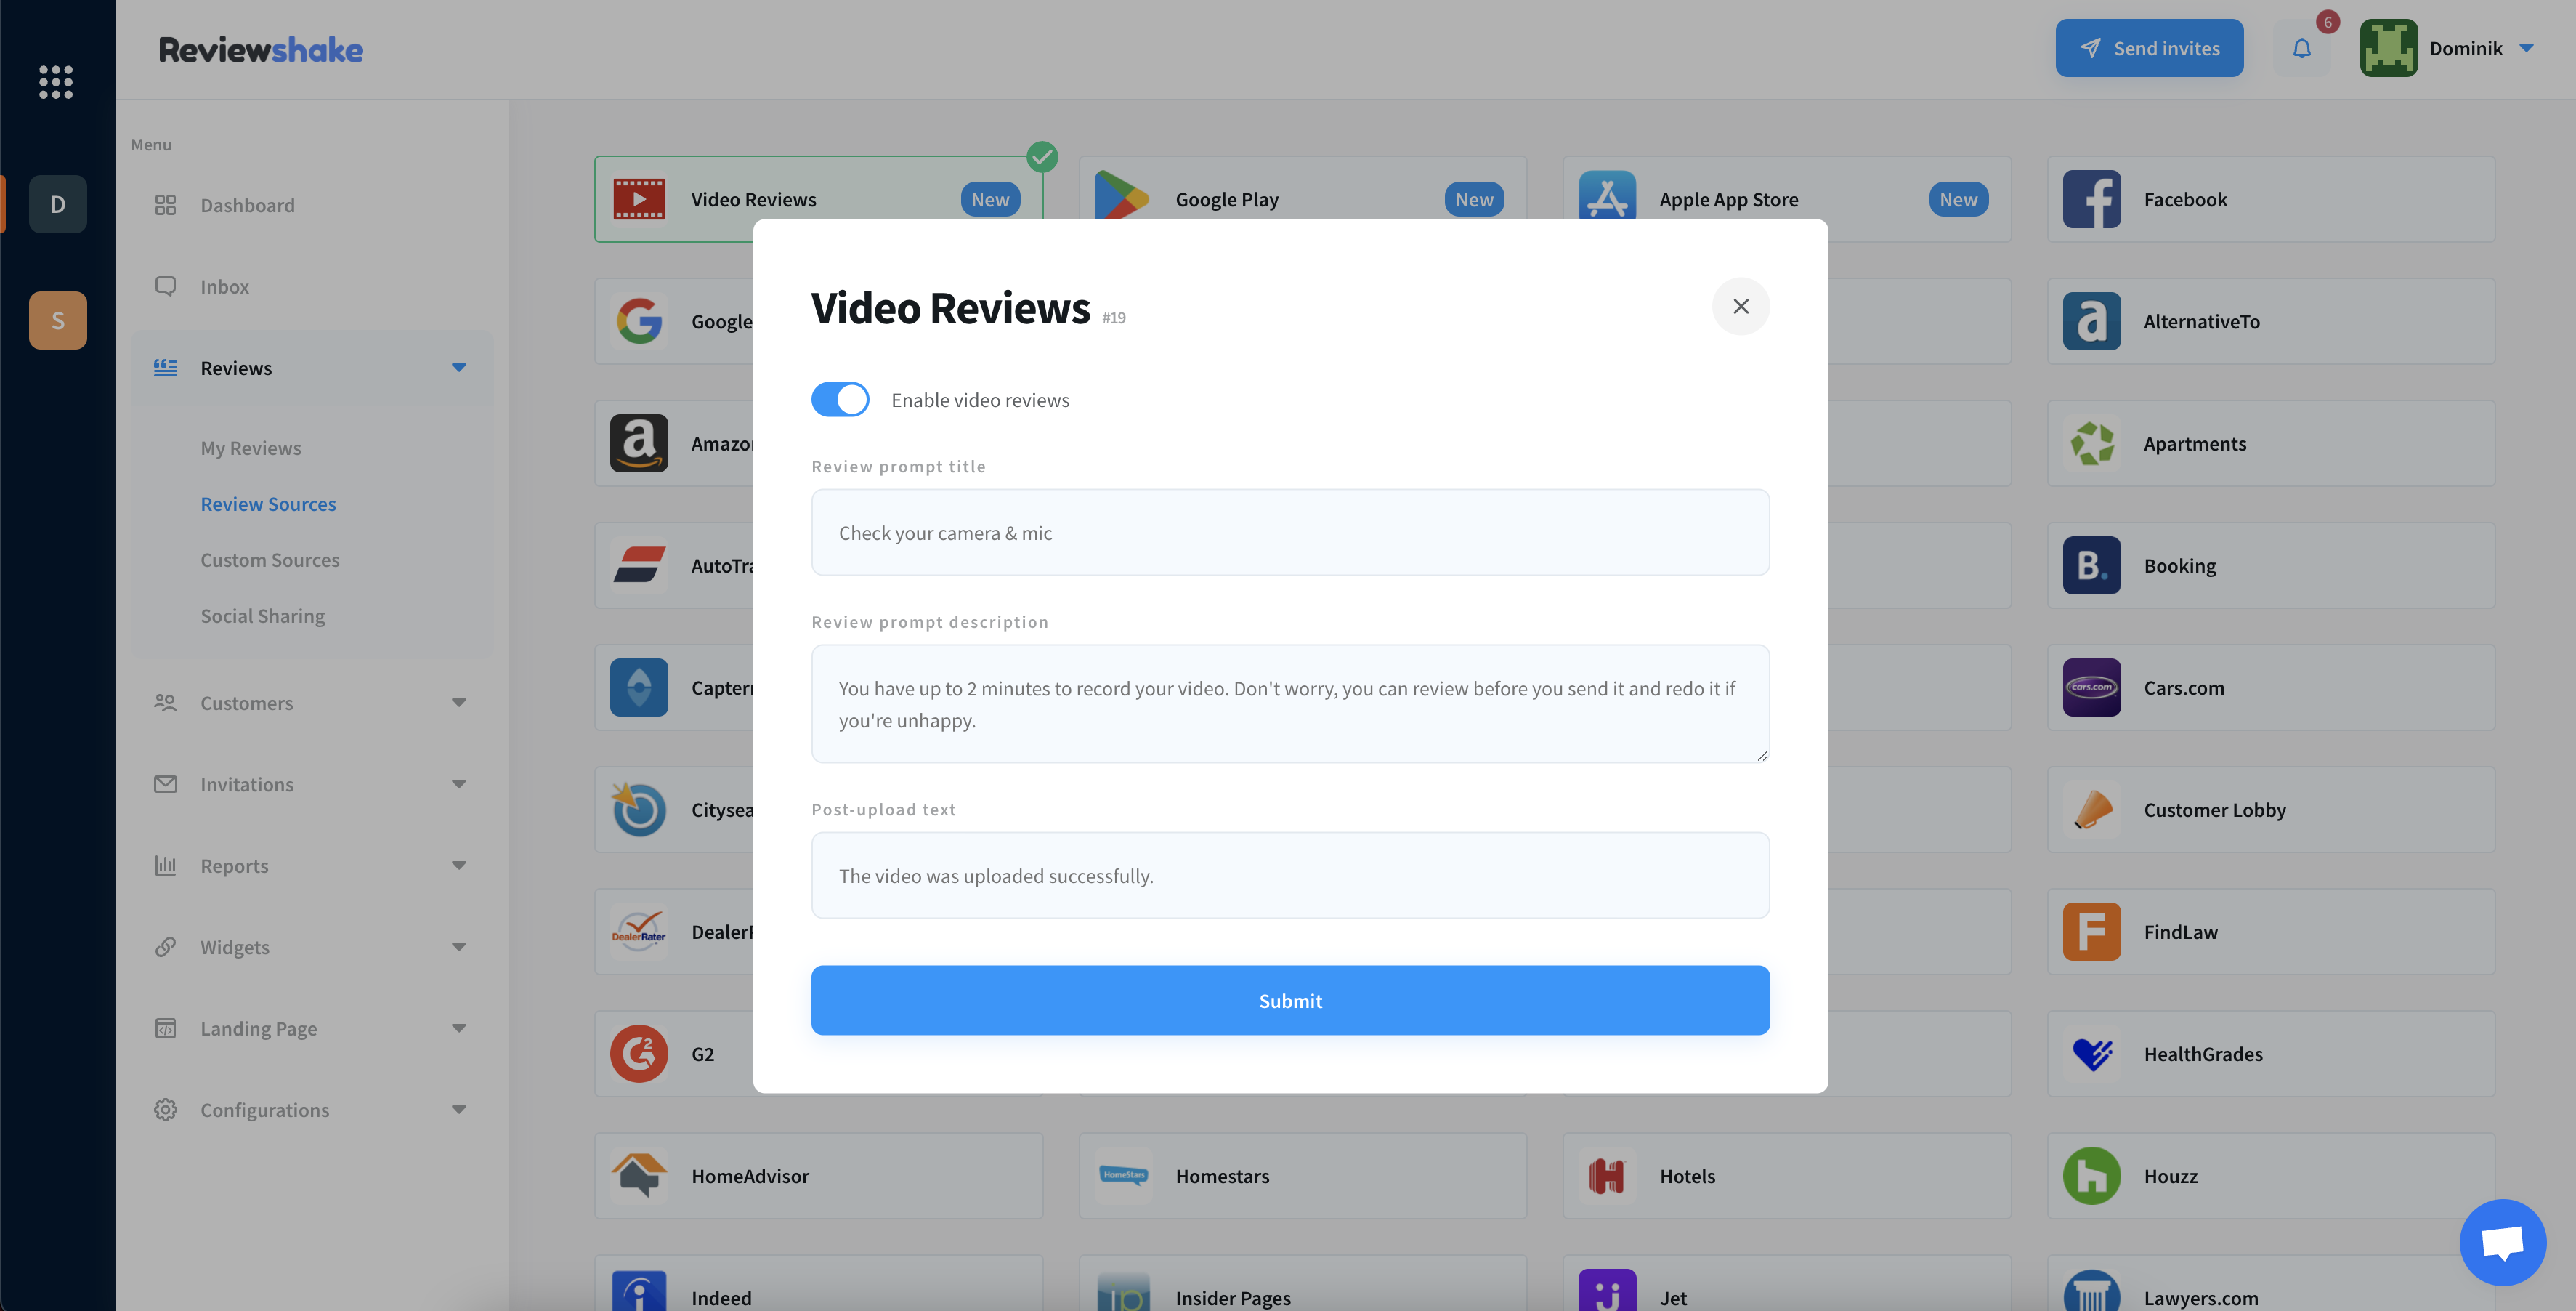 Reviewshake
Send invites
6
Dominik
D
S
Menu
Dashboard
Inbox
Reviews
My Reviews
Review Sources
Custom Sources
Social Sharing
Customers
Invitations
Reports
Widgets
Landing Page
Configurations
Video Reviews New
Google Play New
Apple App Store New
Facebook
Google
AlternativeTo
Apartments
Booking
cars.com
Cars.com
Customer Lobby
DealerRater
FindLaw
G2
HealthGrades
HomeAdvisor
HomeStars
Homestars
Hotels
Houzz
Indeed
Insider Pages
Jet
Lawyers.com
Video Reviews #19
Enable video reviews
Review prompt title
Check your camera & mic
Review prompt description
You have up to 2 minutes to record your video. Don't worry, you can review before you send it and redo it if
you're unhappy.
Post-upload text
The video was uploaded successfully.
Submit